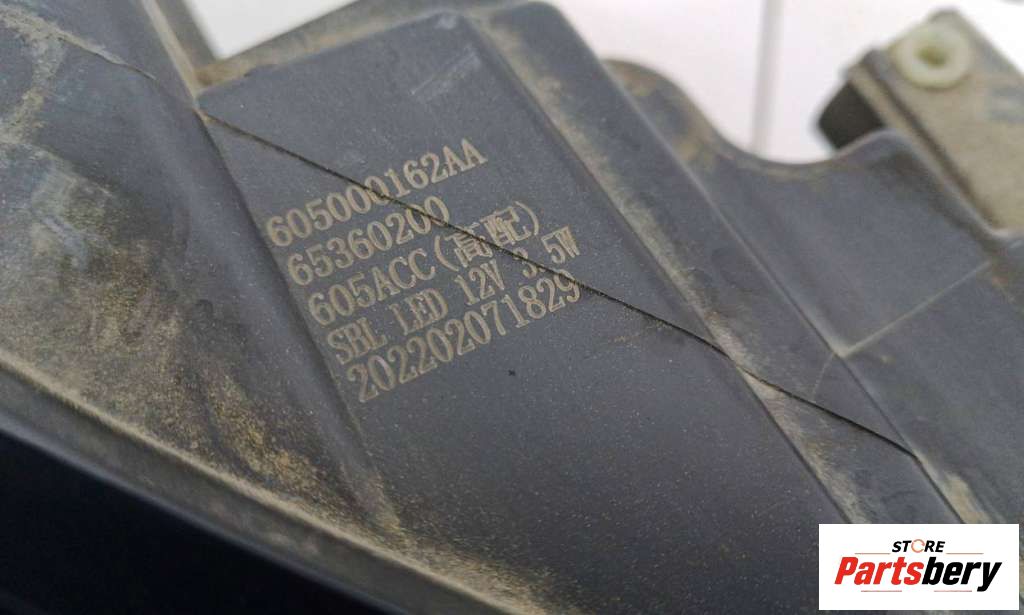 605000162AA
65360200
605ACC(高配)
SBL LED 12V 3.5W
202202071829
STORE
Partsbery